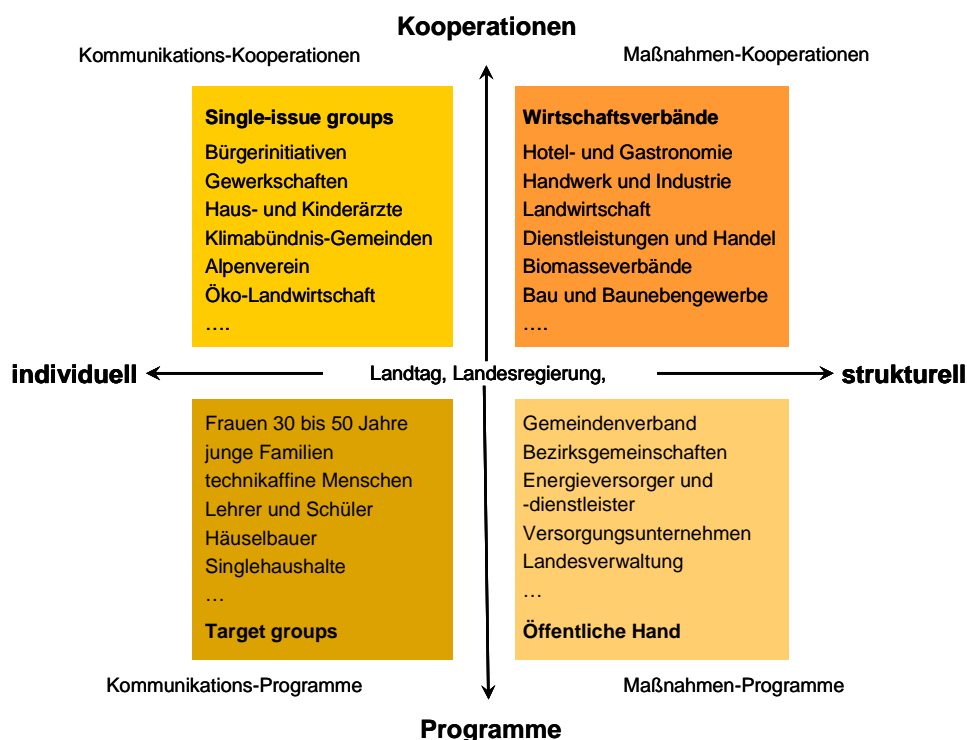 Kooperationen
Kommunikations-Kooperationen
Maßnahmen-Kooperationen
Single-issue groups
Bürgerinitiativen
Gewerkschaften
Haus- und Kinderärzte
Klimabündnis-Gemeinden
Alpenverein
Öko-Landwirtschaft
….
Wirtschaftsverbände
Hotel- und Gastronomie
Handwerk und Industrie
Landwirtschaft
Dienstleistungen und Handel
Biomasseverbände
Bau und Baunebengewerbe
….
individuell
Landtag, Landesregierung,
strukturell
Frauen 30 bis 50 Jahre
junge Familien
technikaffine Menschen
Lehrer und Schüler
Häuselbauer
Singlehaushalte
…
Target groups
Gemeindenverband
Bezirksgemeinschaften
Energieversorger und
-dienstleister
Versorgungsunternehmen
Landesverwaltung
…
Öffentliche Hand
Kommunikations-Programme
Maßnahmen-Programme
Programme